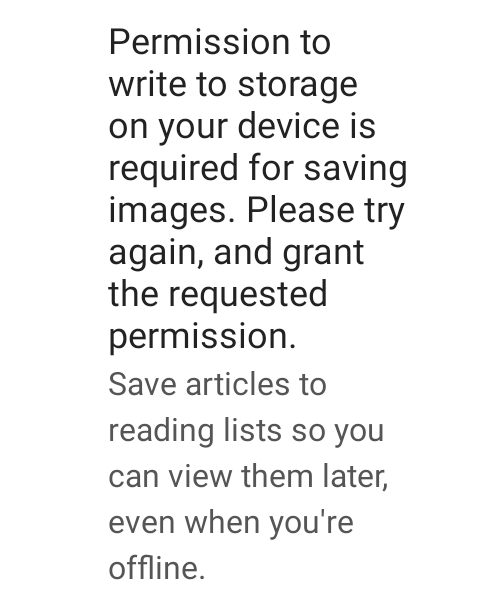 Permission to
write to storage
on your device is
required for saving
images. Please try
again, and grant
the requested
permission.
Save articles to
reading lists so you
can view them later,
even when you're
offline.